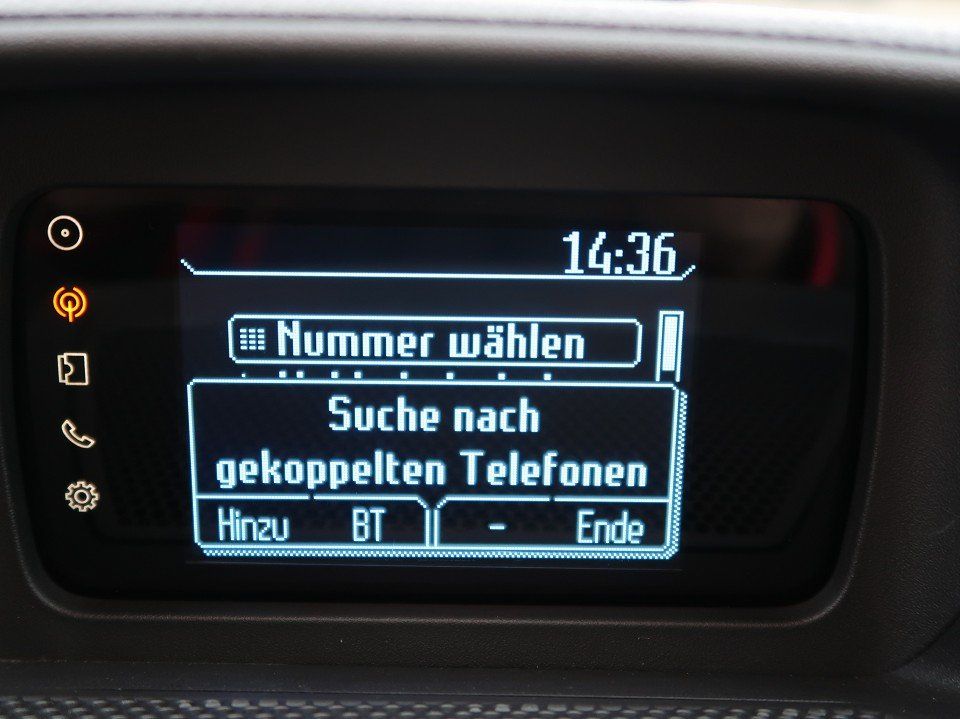 14:36
Nummer wählen
Suche nach
gekoppelten Telefonen
Hinzu BT - Ende